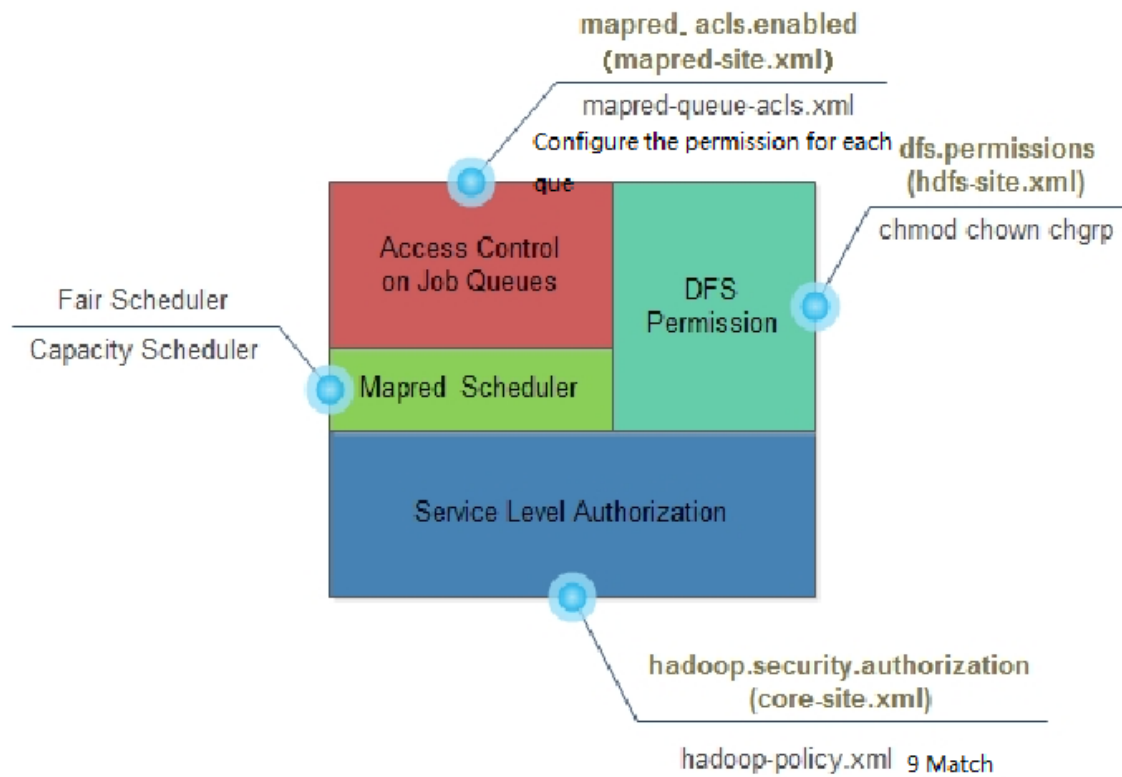 mapred_acls.enabled
(mapred-site.xml)
mapred-queue-acls.xml
Configure the permission for each
que
dfs.permissions
(hdfs-site.xml)
chmod chown chgrp
Access Control
on Job Queues
DFS
Permission
Fair Scheduler
Capacity Scheduler
Mapred Scheduler
Service Level Authorization
hadoop.security.authorization
(core-site.xml)
hadoop-policy.xml 9 Match